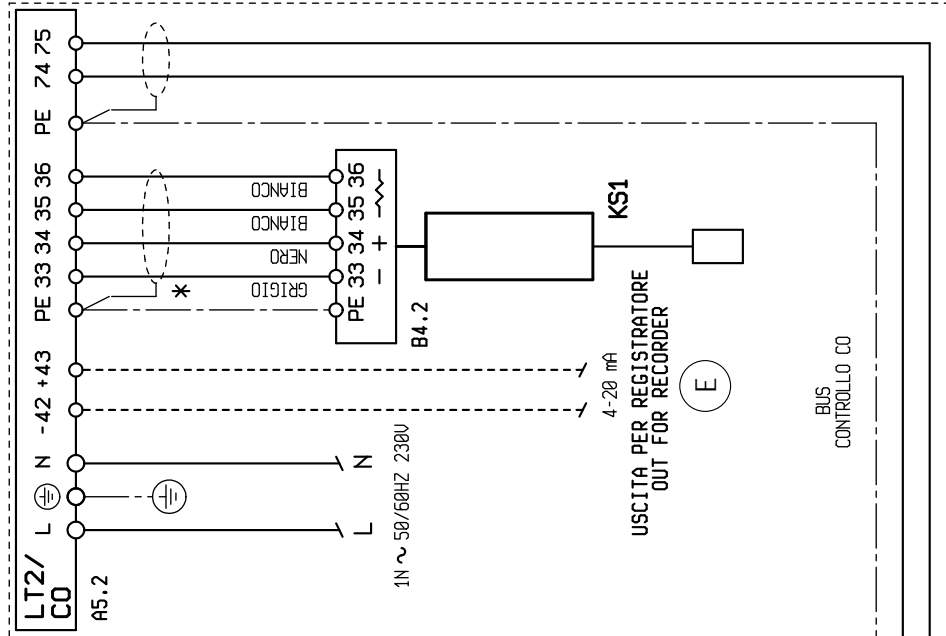 LT2/
CO
A5.2
L
N
-42
+43
PE
33
34
35
36
PE
74
75
L
N
1N ~ 50/60HZ 230V
4-20 mA
USCITA PER REGISTRATORE
OUT FOR RECORDER
E
GRIGIO
NERO
BIANCO
BIANCO
*
PE
33
34
35
36
-
+
B4.2
KS1
BUS
CONTROLLO CO